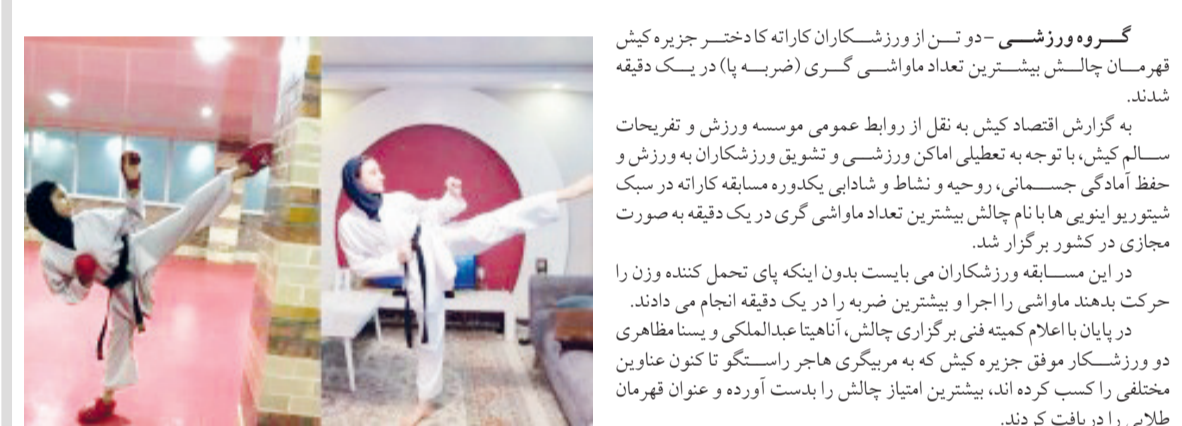 گروه ورزشی - دو تن از ورزشکاران کاراته کا دختر جزیره کیش
قهرمان چالش بیشترین تعداد ماواشی گری (ضربه پا) در یک دقیقه
شدند.
به گزارش اقتصاد کیش به نقل از روابط عمومی موسسه ورزش و تفریحات
سالم کیش، با توجه به تعطیلی اماکن ورزشی و تشویق ورزشکاران به ورزش و
حفظ آمادگی جسمانی، روحیه و نشاط و شادابی یکدوره مسابقه کاراته در سبک
شیتوریو اینویی ها با نام چالش بیشترین تعداد ماواشی گری در یک دقیقه به صورت
مجازی در کشور برگزار شد.
در این مسابقه ورزشکاران می بایست بدون اینکه پای تحمل کننده وزن را
حرکت بدهند ماواشی را اجرا و بیشترین ضربه را در یک دقیقه انجام می دادند.
در پایان با اعلام کمیته فنی برگزاری چالش، آناهیتا عبدالملکی و یسنا مظاهری
دو ورزشکار موفق جزیره کیش که به مربیگری هاجر راستگو تا کنون عناوین
مختلفی را کسب کرده اند، بیشترین امتیاز چالش را بدست آورده و عنوان قهرمان
طلایی را دریافت کردند.